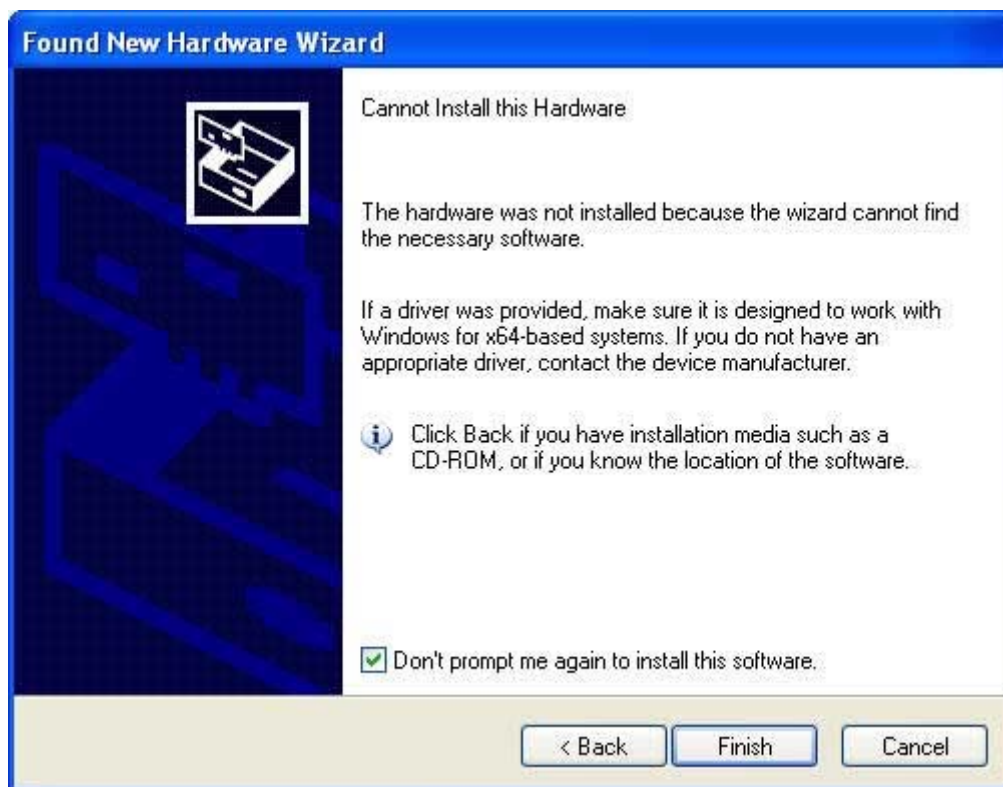 Found New Hardware Wizard
Cannot Install this Hardware
The hardware was not installed because the wizard cannot find
the necessary software.
If a driver was provided, make sure it is designed to work with
Windows for x64-based systems. If you do not have an
appropriate driver, contact the device manufacturer.
Click Back if you have installation media such as a
CD-ROM, or if you know the location of the software.
Don't prompt me again to install this software.
< Back
Finish
Cancel